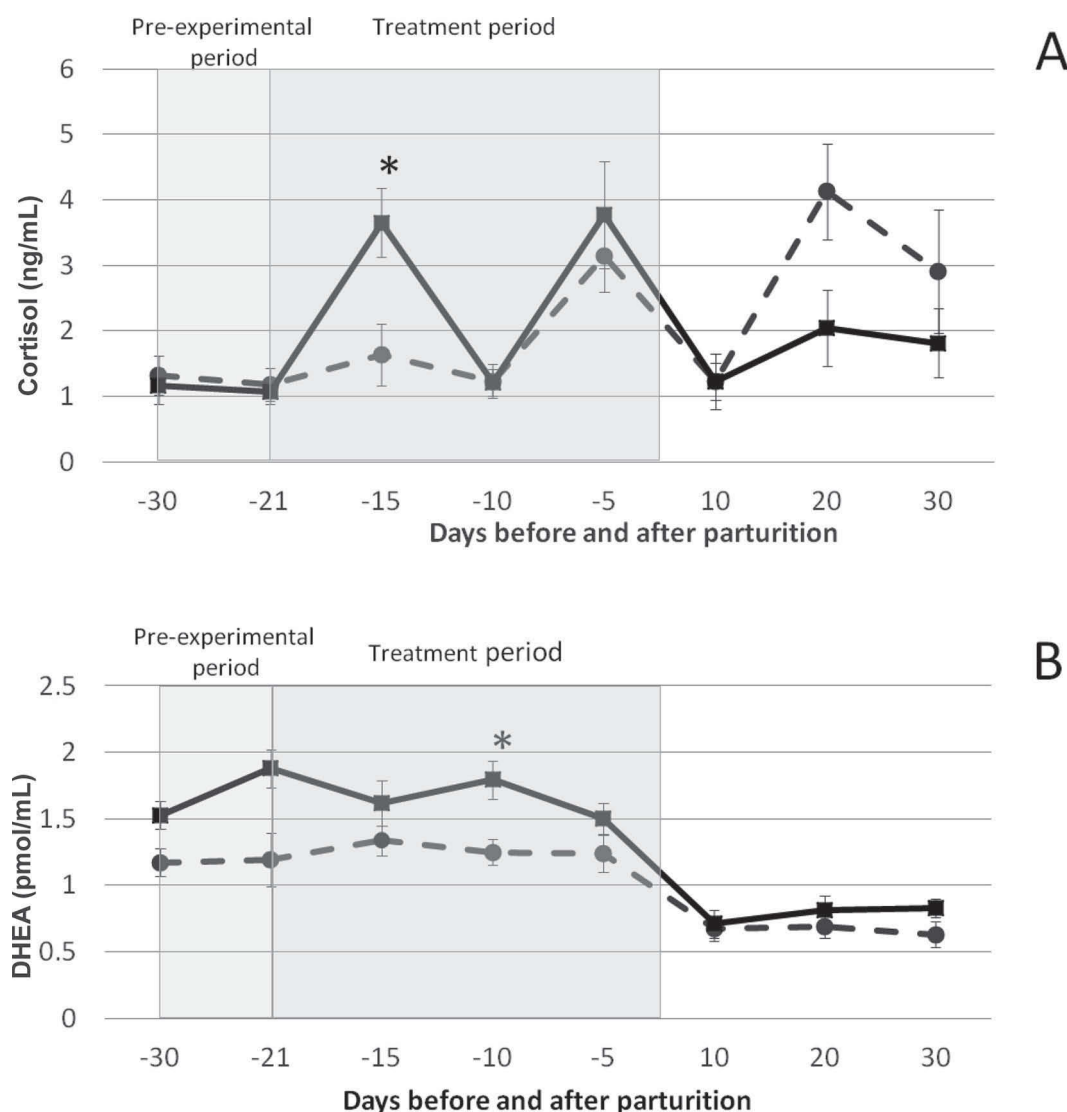 Pre-experimental
period
Treatment period
A
6
5
4
3
2
1
0
Cortisol (ng/mL)
*
-30 -21 -15 -10 -5 10 20 30
Days before and after parturition
Pre-experimental
period
Treatment period
B
2.5
2
1.5
1
0.5
0
DHEA (pmol/mL)
*
-30 -21 -15 -10 -5 10 20 30
Days before and after parturition